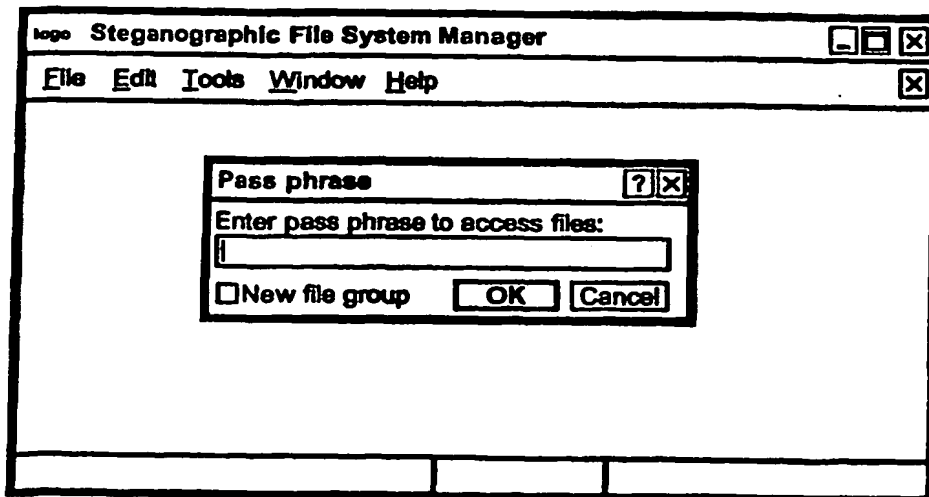 logo Steganographic File System Manager
File Edit Tools Window Help
Pass phrase ?
Enter pass phrase to access files:
New file group OK Cancel